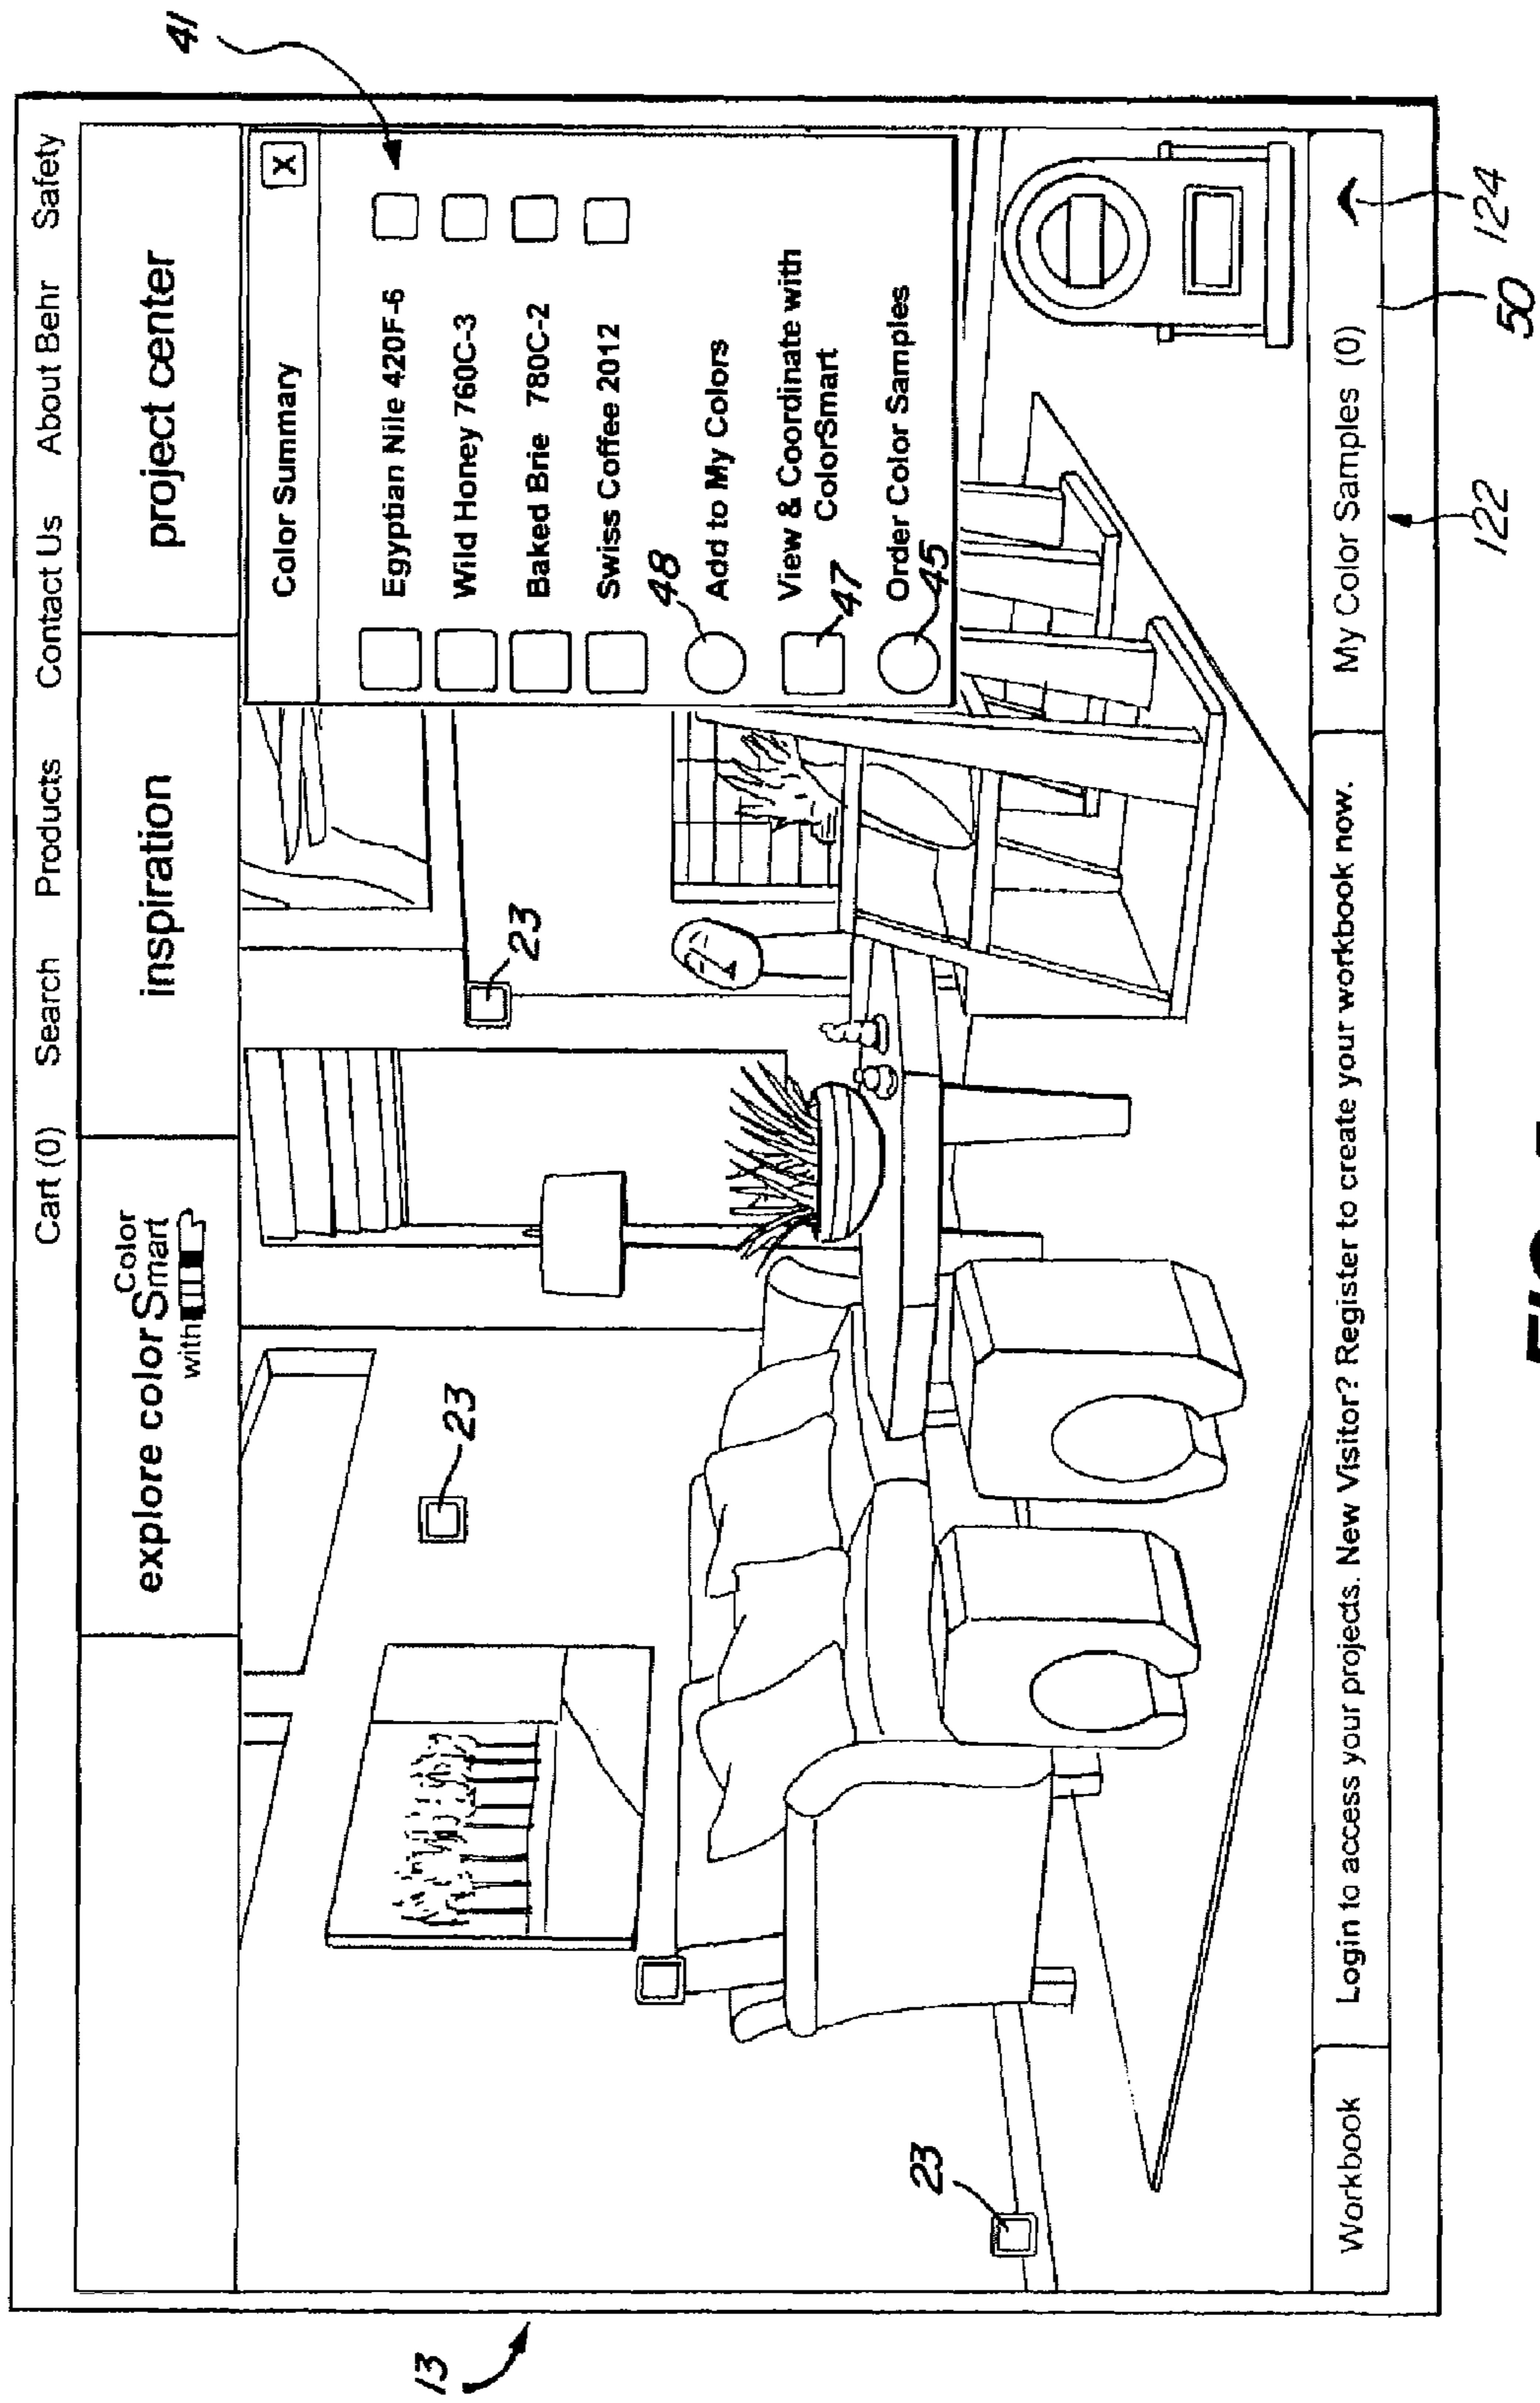 Cart (0) Search Products Contact Us About Behr Safety
explore color
with Color Smart
inspiration
project center
Color Summary X
Egyptian Nile 420F-6
Wild Honey 760C-3
Baked Brie 780C-2
Swiss Coffee 2012
Add to My Colors
View & Coordinate with
ColorSmart
Order Color Samples
41
48
47
45
23
23
23
13
Workbook
Login to access your projects. New Visitor? Register to create your workbook now.
My Color Samples (0)
122
50
124